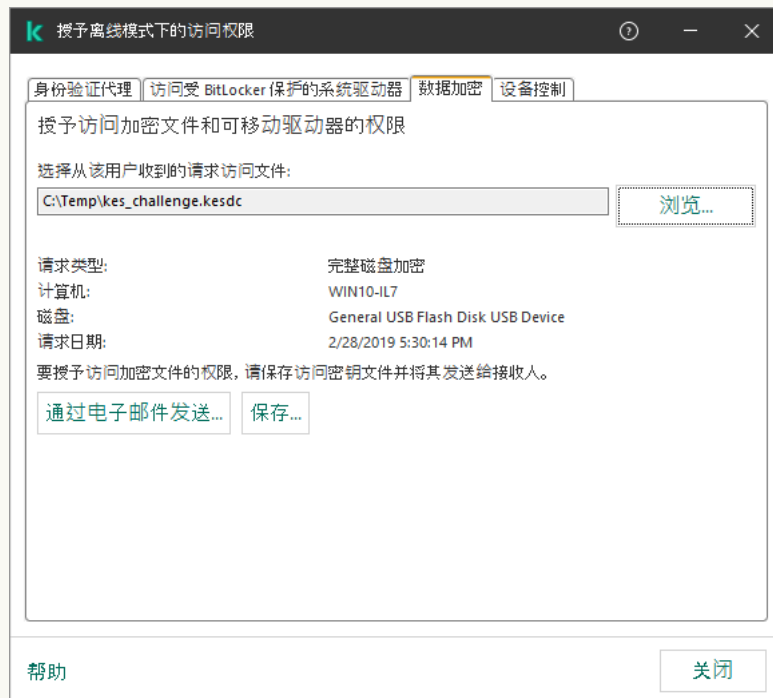 授予离线模式下的访问权限
身份验证代理 访问受 BitLocker 保护的系统驱动器 数据加密 设备控制
授予访问加密文件和可移动驱动器的权限
选择从该用户收到的请求访问文件:
C:\Temp\kes_challenge.kesdc 浏览...
请求类型: 完整磁盘加密
计算机: WIN10-IL7
磁盘: General USB Flash Disk USB Device
请求日期: 2/28/2019 5:30:14 PM
要授予访问加密文件的权限, 请保存访问密钥文件并将其发送给接收人。
通过电子邮件发送... 保存...
帮助 关闭